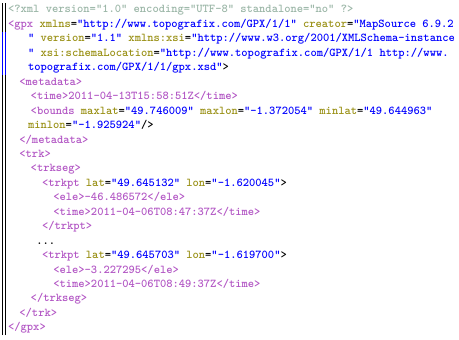 <?xml version="1.0" encoding="UTF-8" standalone="no" ?>
<gpx xmlns="http://www.topografix.com/GPX/1/1" creator="MapSource 6.9.2
" version="1.1" xmlns:xsi="http://www.w3.org/2001/XMLSchema-instance
" xsi:schemaLocation="http://www.topografix.com/GPX/1/1 http://www.
topografix.com/GPX/1/1/gpx.xsd">
<metadata>
<time>2011-04-13T15:58:51Z</time>
<bounds maxlat="49.746009" maxlon="-1.372054" minlat="49.644963"
minlon="-1.925924"/>
</metadata>
<trk>
<trkseg>
<trkpt lat="49.645132" lon="-1.620045">
<ele>-46.486572</ele>
<time>2011-04-06T08:47:37Z</time>
</trkpt>
...
<trkpt lat="49.645703" lon="-1.619700">
<ele>-3.227295</ele>
<time>2011-04-06T08:49:37Z</time>
</trkseg>
</trk>
</gpx>